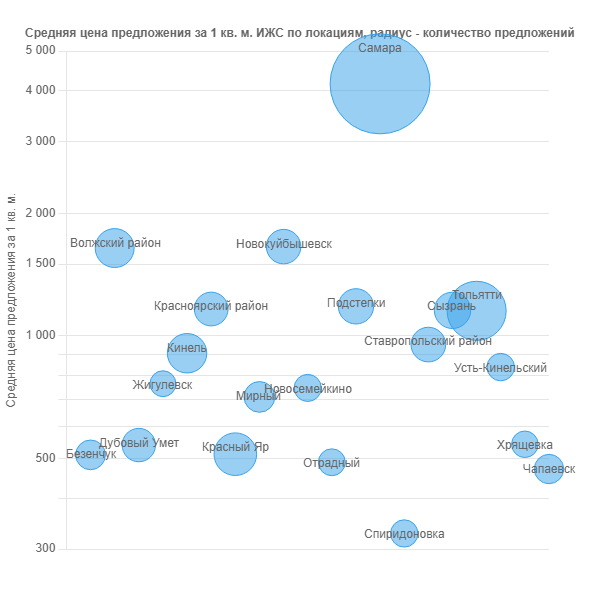 Средняя цена предложения за 1 кв. м. ИЖС по локациям, радиус - количество предложений
Средняя цена предложения за 1 кв. м.
5 000
4 000
3 000
2 000
1 500
1 000
500
300
Самара
Волжский район
Новокуйбышевск
Красноярский район
Подстепки
Тольятти
Сызрань
Ставропольский район
Кинель
Усть-Кинельский
Жигулевск
Новосемейкино
Мирный
Дубовый Умет
Красный Яр
Хрящевка
Безенчук
Отрадный
Чапаевск
Спиридоновка